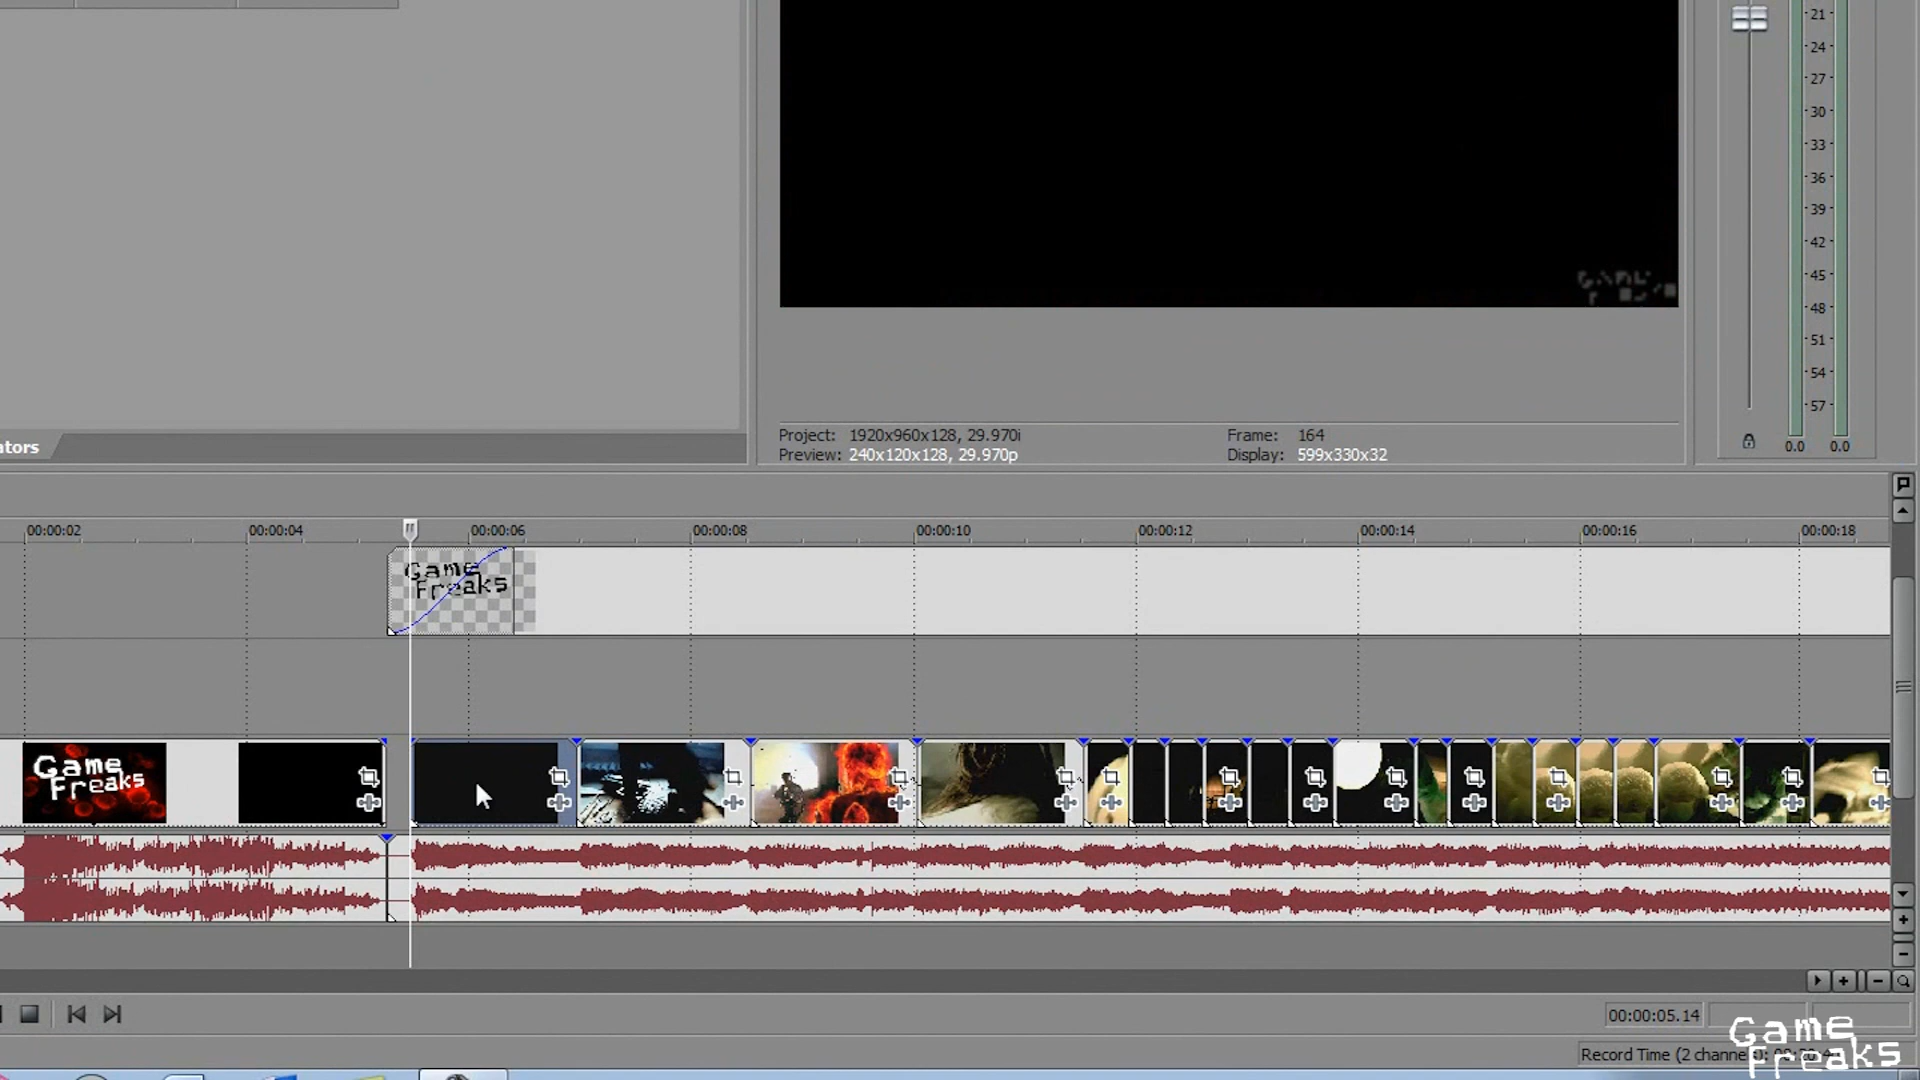 21
24
27
30
33
36
39
42
45
48
51
54
57
0.0 0.0
ators
Project: 1920x960x128, 29.970i
Frame: 164
Preview: 240x120x128, 29.970p
Display: 599x330x32
00:00:02 00:00:04 00:00:06 00:00:08 00:00:10 00:00:12 00:00:14 00:00:16 00:00:18
Game
Freaks
Game
Freaks
00:00:05.14
Record Time (2 channe
Game
Freaks